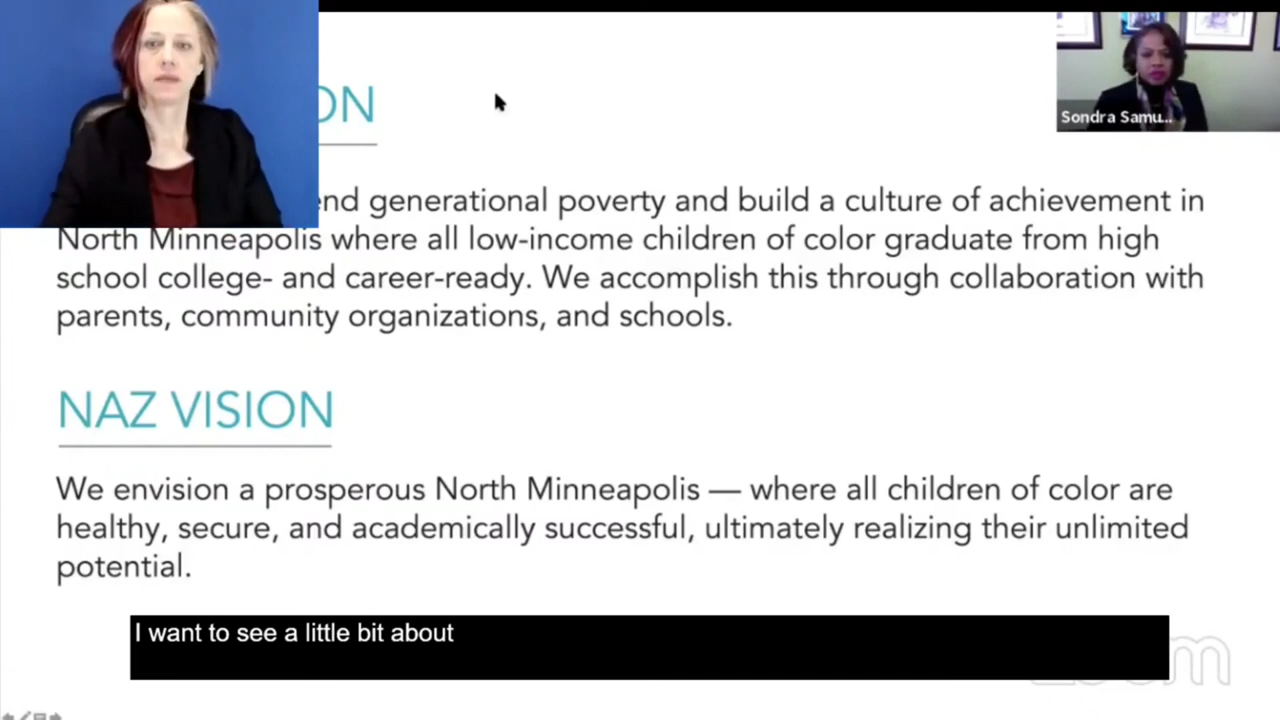 ON
Sondra Samu...
end generational poverty and build a culture of achievement in
North Minneapolis where all low-income children of color graduate from high
school college- and career-ready. We accomplish this through collaboration with
parents, community organizations, and schools.
NAZ VISION
We envision a prosperous North Minneapolis — where all children of color are
healthy, secure, and academically successful, ultimately realizing their unlimited
potential.
I want to see a little bit about